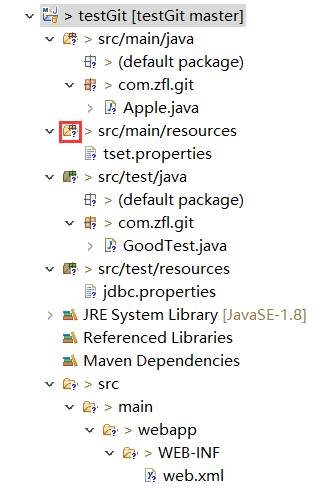 > testGit [testGit master]
> src/main/java
> (default package)
> com.zfl.git
> Apple.java
> src/main/resources
tset.properties
> src/test/java
> (default package)
> com.zfl.git
> GoodTest.java
> src/test/resources
jdbc.properties
JRE System Library [JavaSE-1.8]
Referenced Libraries
Maven Dependencies
> src
> main
> webapp
> WEB-INF
web.xml